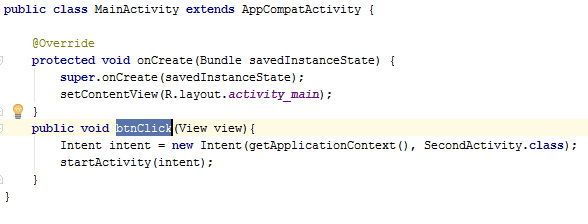 public class MainActivity extends AppCompatActivity {
@Override
protected void onCreate(Bundle savedInstanceState) {
super.onCreate(savedInstanceState);
setContentView(R.layout.activity_main);
}
public void btnClick(View view){
Intent intent = new Intent(getApplicationContext(), SecondActivity.class);
startActivity(intent);
}
}